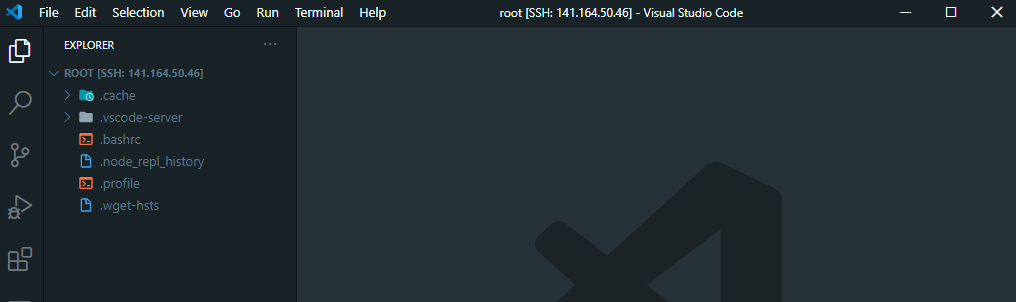 File Edit Selection View Go Run Terminal Help root [SSH: 141.164.50.46] - Visual Studio Code
EXPLORER
ROOT [SSH: 141.164.50.46]
.cache
.vscode-server
.bashrc
.node_repl_history
.profile
.wget-hsts